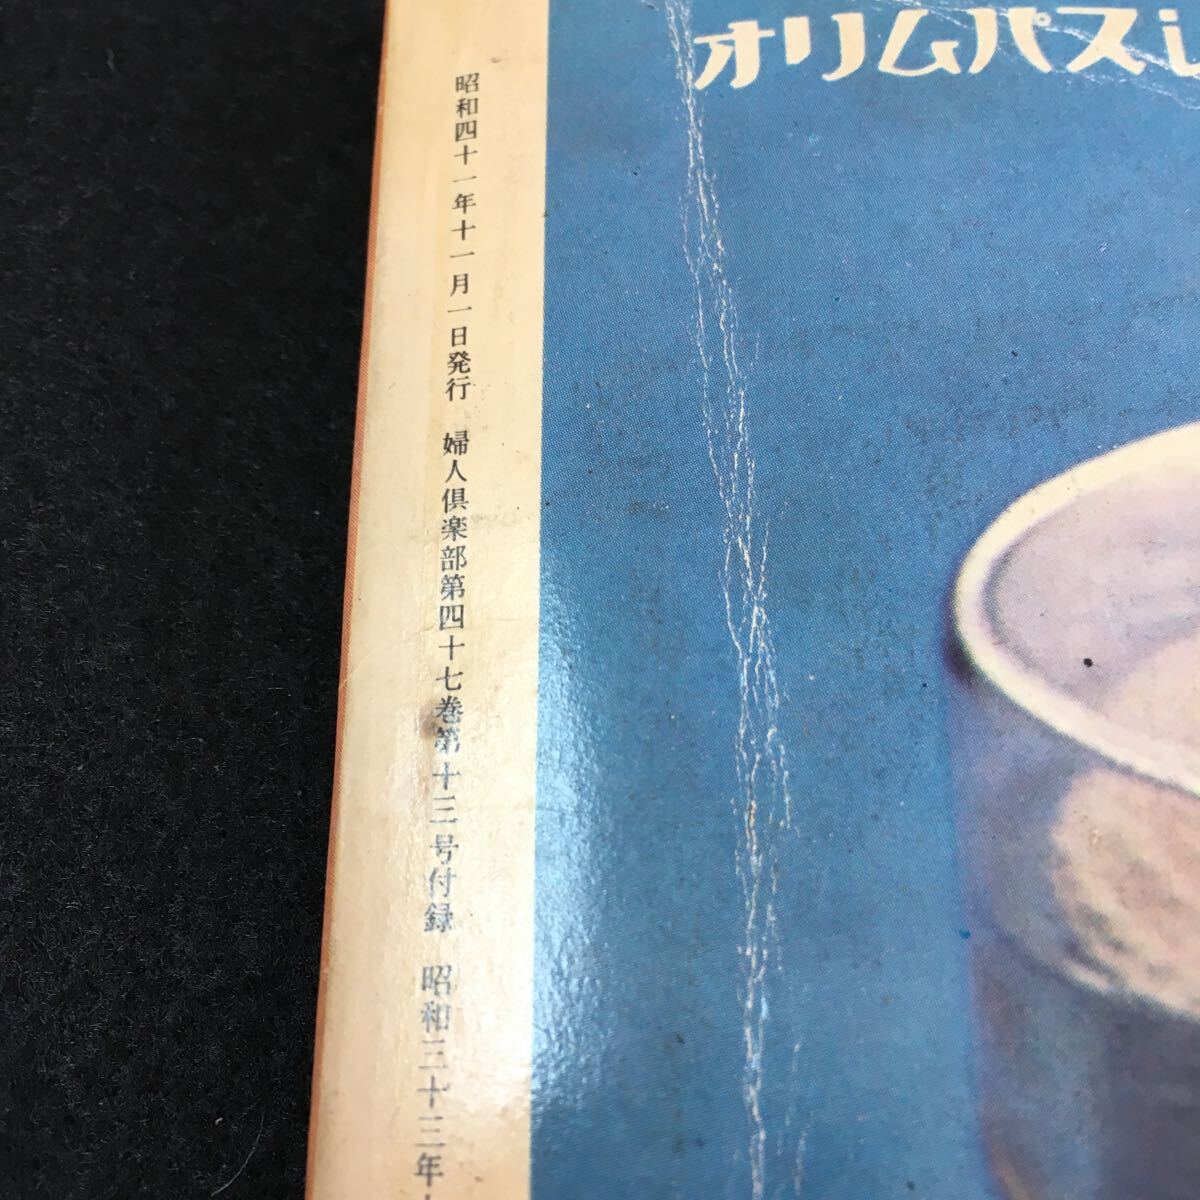 オリムパスし
昭和四十一年十一月一日発行　婦人倶楽部第四十七巻第十三号付録　昭和三十三年